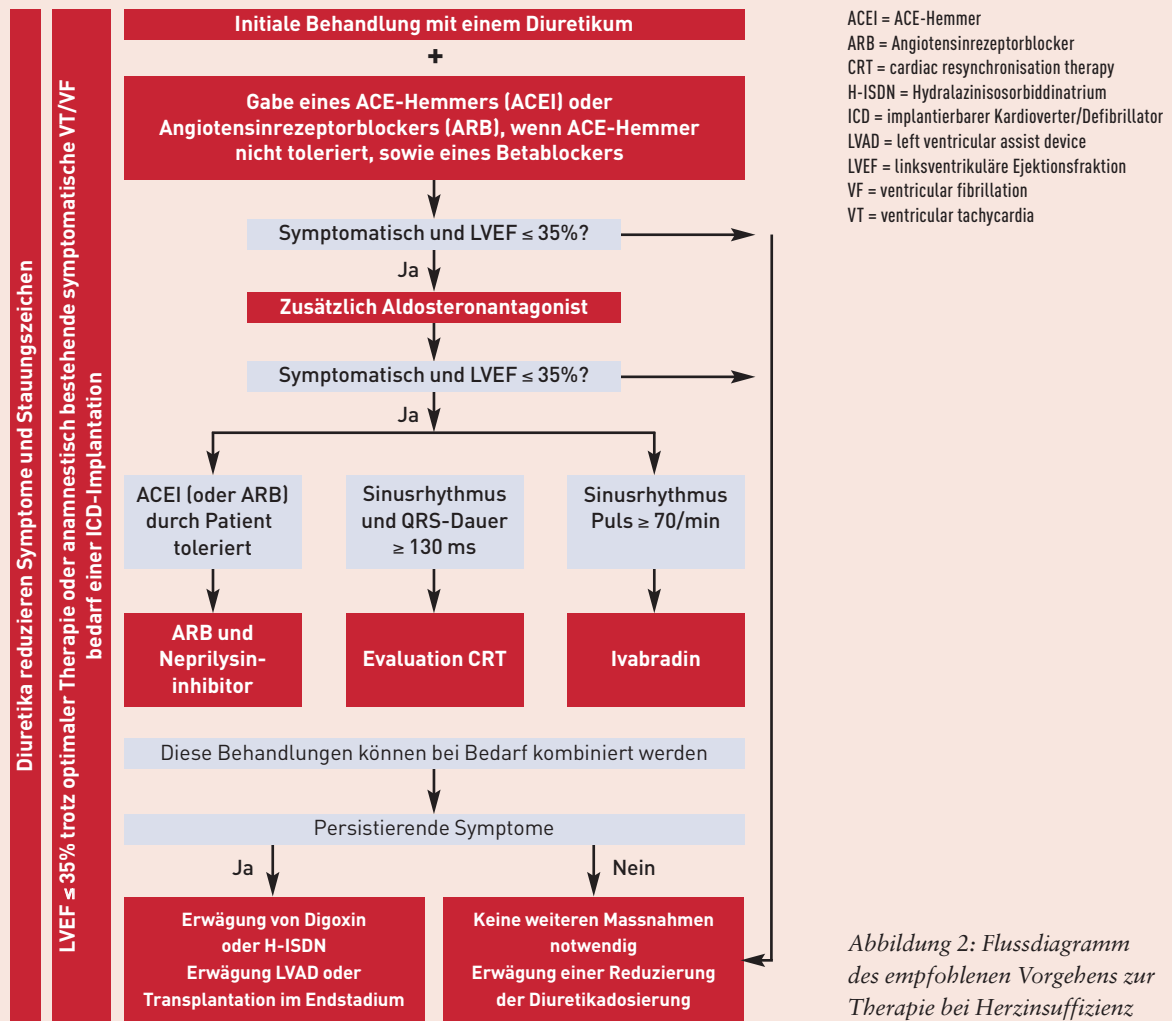 Diuretika reduzieren Symptome und Stauungszeichen
LVEF ≤ 35% trotz optimaler Therapie oder anamnestisch bestehende symptomatische VT/VF
bedarf einer ICD-Implantation
Initiale Behandlung mit einem Diuretikum
+
Gabe eines ACE-Hemmers (ACEI) oder
Angiotensinrezeptorblockers (ARB), wenn ACE-Hemmer
nicht toleriert, sowie eines Betablockers
Symptomatisch und LVEF ≤ 35%?
Ja
Zusätzlich Aldosteronantagonist
Symptomatisch und LVEF ≤ 35%?
Ja
ACEI (oder ARB)
durch Patient
toleriert
Sinusrhythmus
und QRS-Dauer
≥ 130 ms
Sinusrhythmus
Puls ≥ 70/min
ARB und
Neprilysin-
inhibitor
Evaluation CRT
Ivabradin
Diese Behandlungen können bei Bedarf kombiniert werden
Persistierende Symptome
Ja
Nein
Erwägung von Digoxin
oder H-ISDN
Erwägung LVAD oder
Transplantation im Endstadium
Keine weiteren Massnahmen
notwendig
Erwägung einer Reduzierung
der Diuretikadosierung
ACEI = ACE-Hemmer
ARB = Angiotensinrezeptorblocker
CRT = cardiac resynchronisation therapy
H-ISDN = Hydralazinisosorbiddinatrium
ICD = implantierbarer Kardioverter/Defibrillator
LVAD = left ventricular assist device
LVEF = linksventrikuläre Ejektionsfraktion
VF = ventricular fibrillation
VT = ventricular tachycardia
Abbildung 2: Flussdiagramm
des empfohlenen Vorgehens zur
Therapie bei Herzinsuffizienz